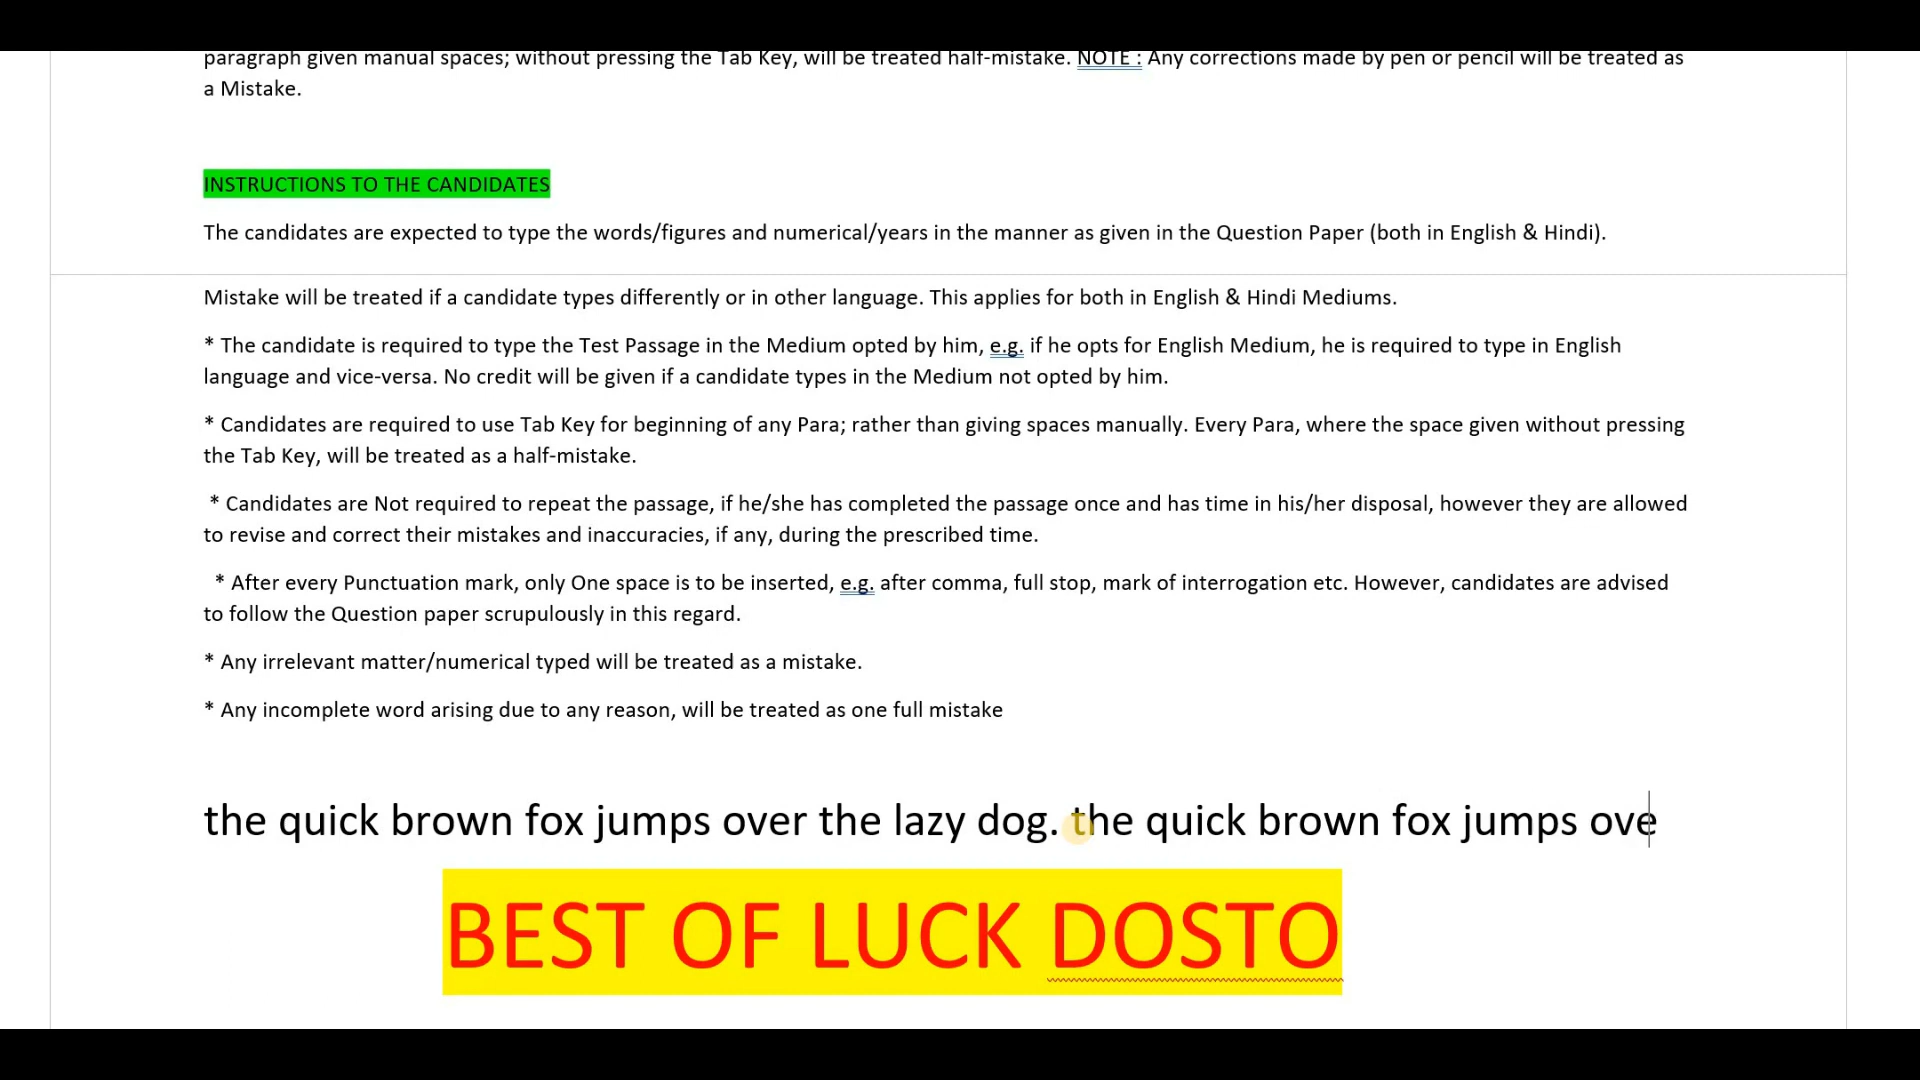 paragraph given manual spaces; without pressing the Tab Key, will be treated half-mistake. NOTE : Any corrections made by pen or pencil will be treated as
a Mistake.
INSTRUCTIONS TO THE CANDIDATES
The candidates are expected to type the words/figures and numerical/years in the manner as given in the Question Paper (both in English & Hindi).
Mistake will be treated if a candidate types differently or in other language. This applies for both in English & Hindi Mediums.
* The candidate is required to type the Test Passage in the Medium opted by him, e.g. if he opts for English Medium, he is required to type in English
language and vice-versa. No credit will be given if a candidate types in the Medium not opted by him.
* Candidates are required to use Tab Key for beginning of any Para; rather than giving spaces manually. Every Para, where the space given without pressing
the Tab Key, will be treated as a half-mistake.
* Candidates are Not required to repeat the passage, if he/she has completed the passage once and has time in his/her disposal, however they are allowed
to revise and correct their mistakes and inaccuracies, if any, during the prescribed time.
* After every Punctuation mark, only One space is to be inserted, e.g. after comma, full stop, mark of interrogation etc. However, candidates are advised
to follow the Question paper scrupulously in this regard.
* Any irrelevant matter/numerical typed will be treated as a mistake.
* Any incomplete word arising due to any reason, will be treated as one full mistake
the quick brown fox jumps over the lazy dog. the quick brown fox jumps ove
BEST OF LUCK DOSTO